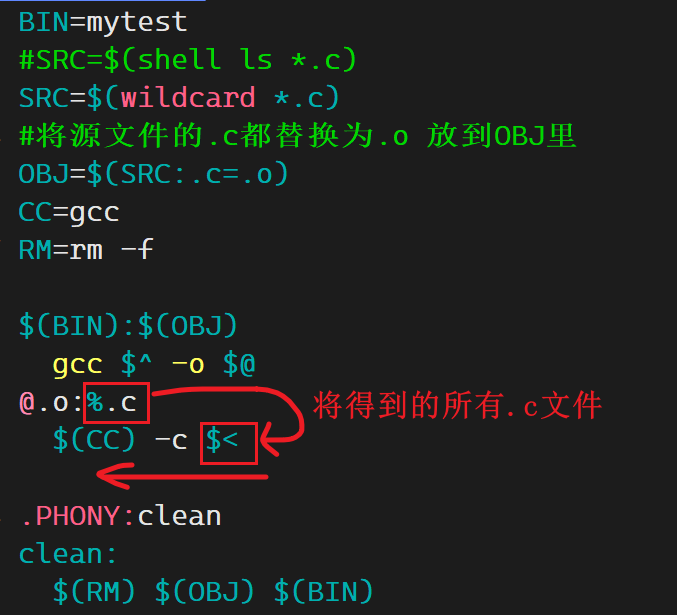 BIN=mytest
#SRC=$(shell ls *.c)
SRC=$(wildcard *.c)
#将源文件的.c都替换为.o 放到OBJ里
OBJ=$(SRC:.c=.o)
CC=gcc
RM=rm -f
$(BIN):$(OBJ)
gcc $^ -o $@
@.o:%.c
将得到的所有.c文件
$(CC) -c $<
.PHONY:clean
clean:
$(RM) $(OBJ) $(BIN)